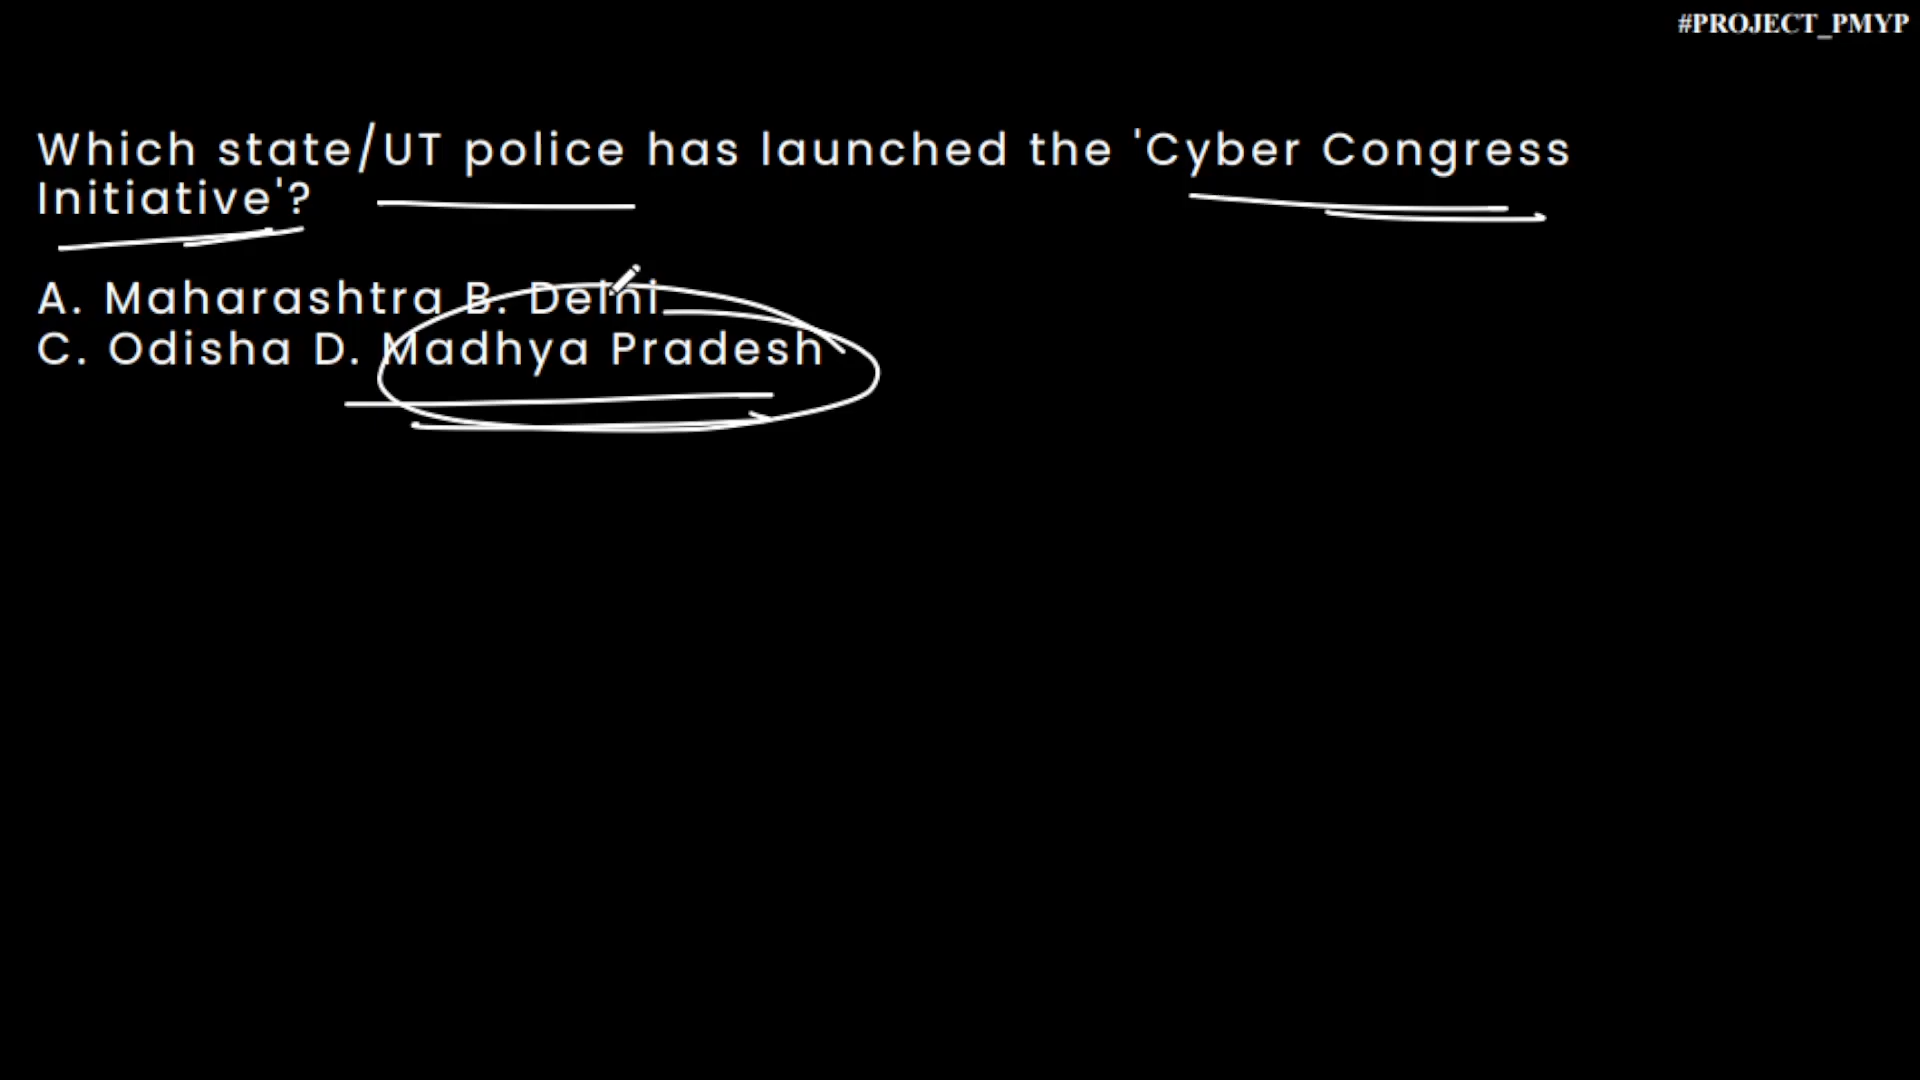 #PROJECT_PMYP
Which state/UT police has launched the 'Cyber Congress
Initiative'?
A. Maharashtra B. Delhi
C. Odisha D. Madhya Pradesh